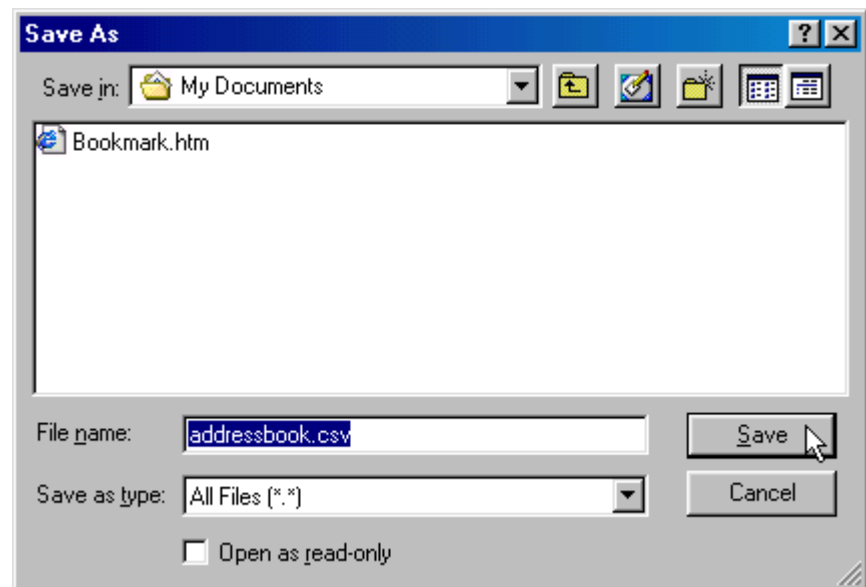 Save As
Save in: My Documents
Bookmark.htm
File name: addressbook.csv Save
Save as type: All Files (*.*) Cancel
Open as read-only